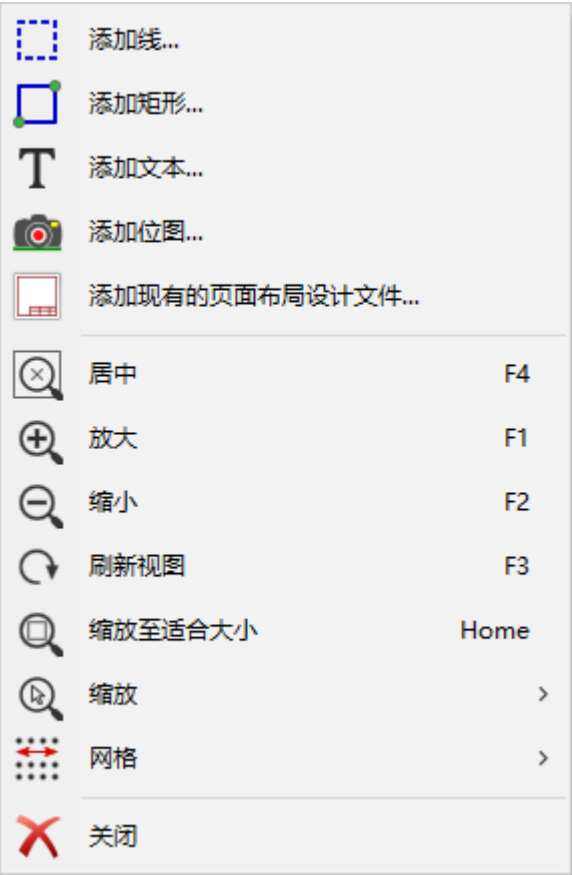 添加线...
添加矩形...
添加文本...
添加位图...
添加现有的页面布局设计文件...
居中 F4
放大 F1
缩小 F2
刷新视图 F3
缩放至适合大小 Home
缩放
网格
关闭